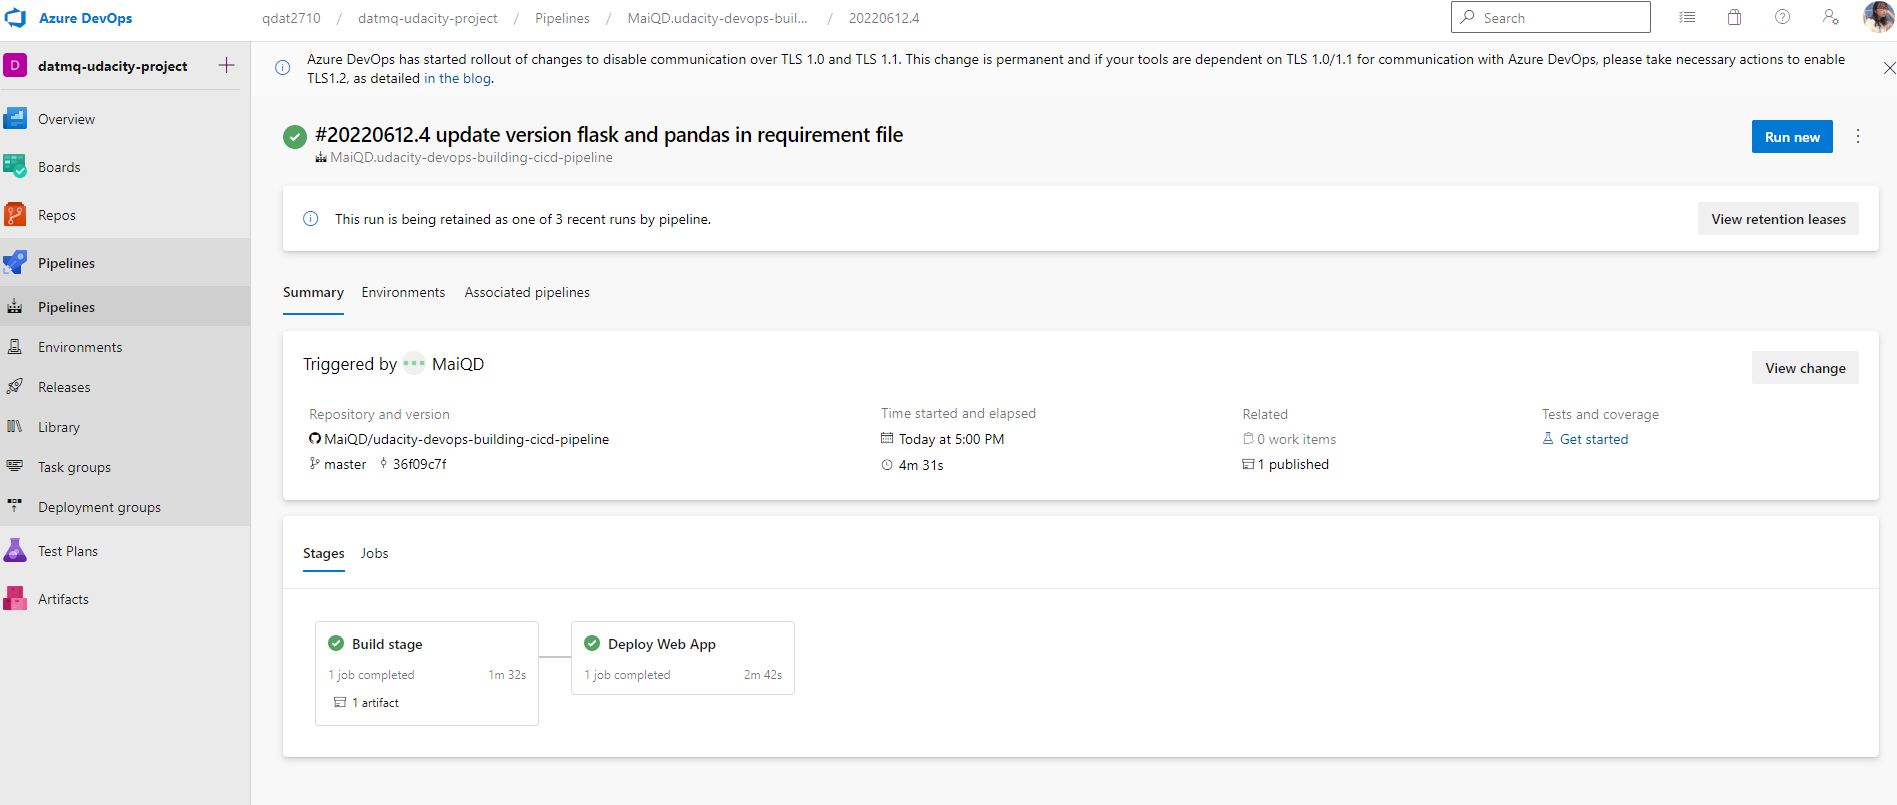 Azure DevOps
qdat2710 / datmq-udacity-project / Pipelines / MaiQD.udacity-devops-buil... / 20220612.4
Search
D datmq-udacity-project
Overview
Boards
Repos
Pipelines
Pipelines
Environments
Releases
Library
Task groups
Deployment groups
Test Plans
Artifacts
Azure DevOps has started rollout of changes to disable communication over TLS 1.0 and TLS 1.1. This change is permanent and if your tools are dependent on TLS 1.0/1.1 for communication with Azure DevOps, please take necessary actions to enable
TLS1.2, as detailed in the blog.
#20220612.4 update version flask and pandas in requirement file
MaiQD.udacity-devops-building-cicd-pipeline
Run new
This run is being retained as one of 3 recent runs by pipeline.
View retention leases
Summary Environments Associated pipelines
Triggered by MaiQD
View change
Repository and version
MaiQD/udacity-devops-building-cicd-pipeline
master 36f09c7f
Time started and elapsed
Today at 5:00 PM
4m 31s
Related
0 work items
1 published
Tests and coverage
Get started
Stages Jobs
Build stage
1 job completed 1m 32s
1 artifact
Deploy Web App
1 job completed 2m 42s